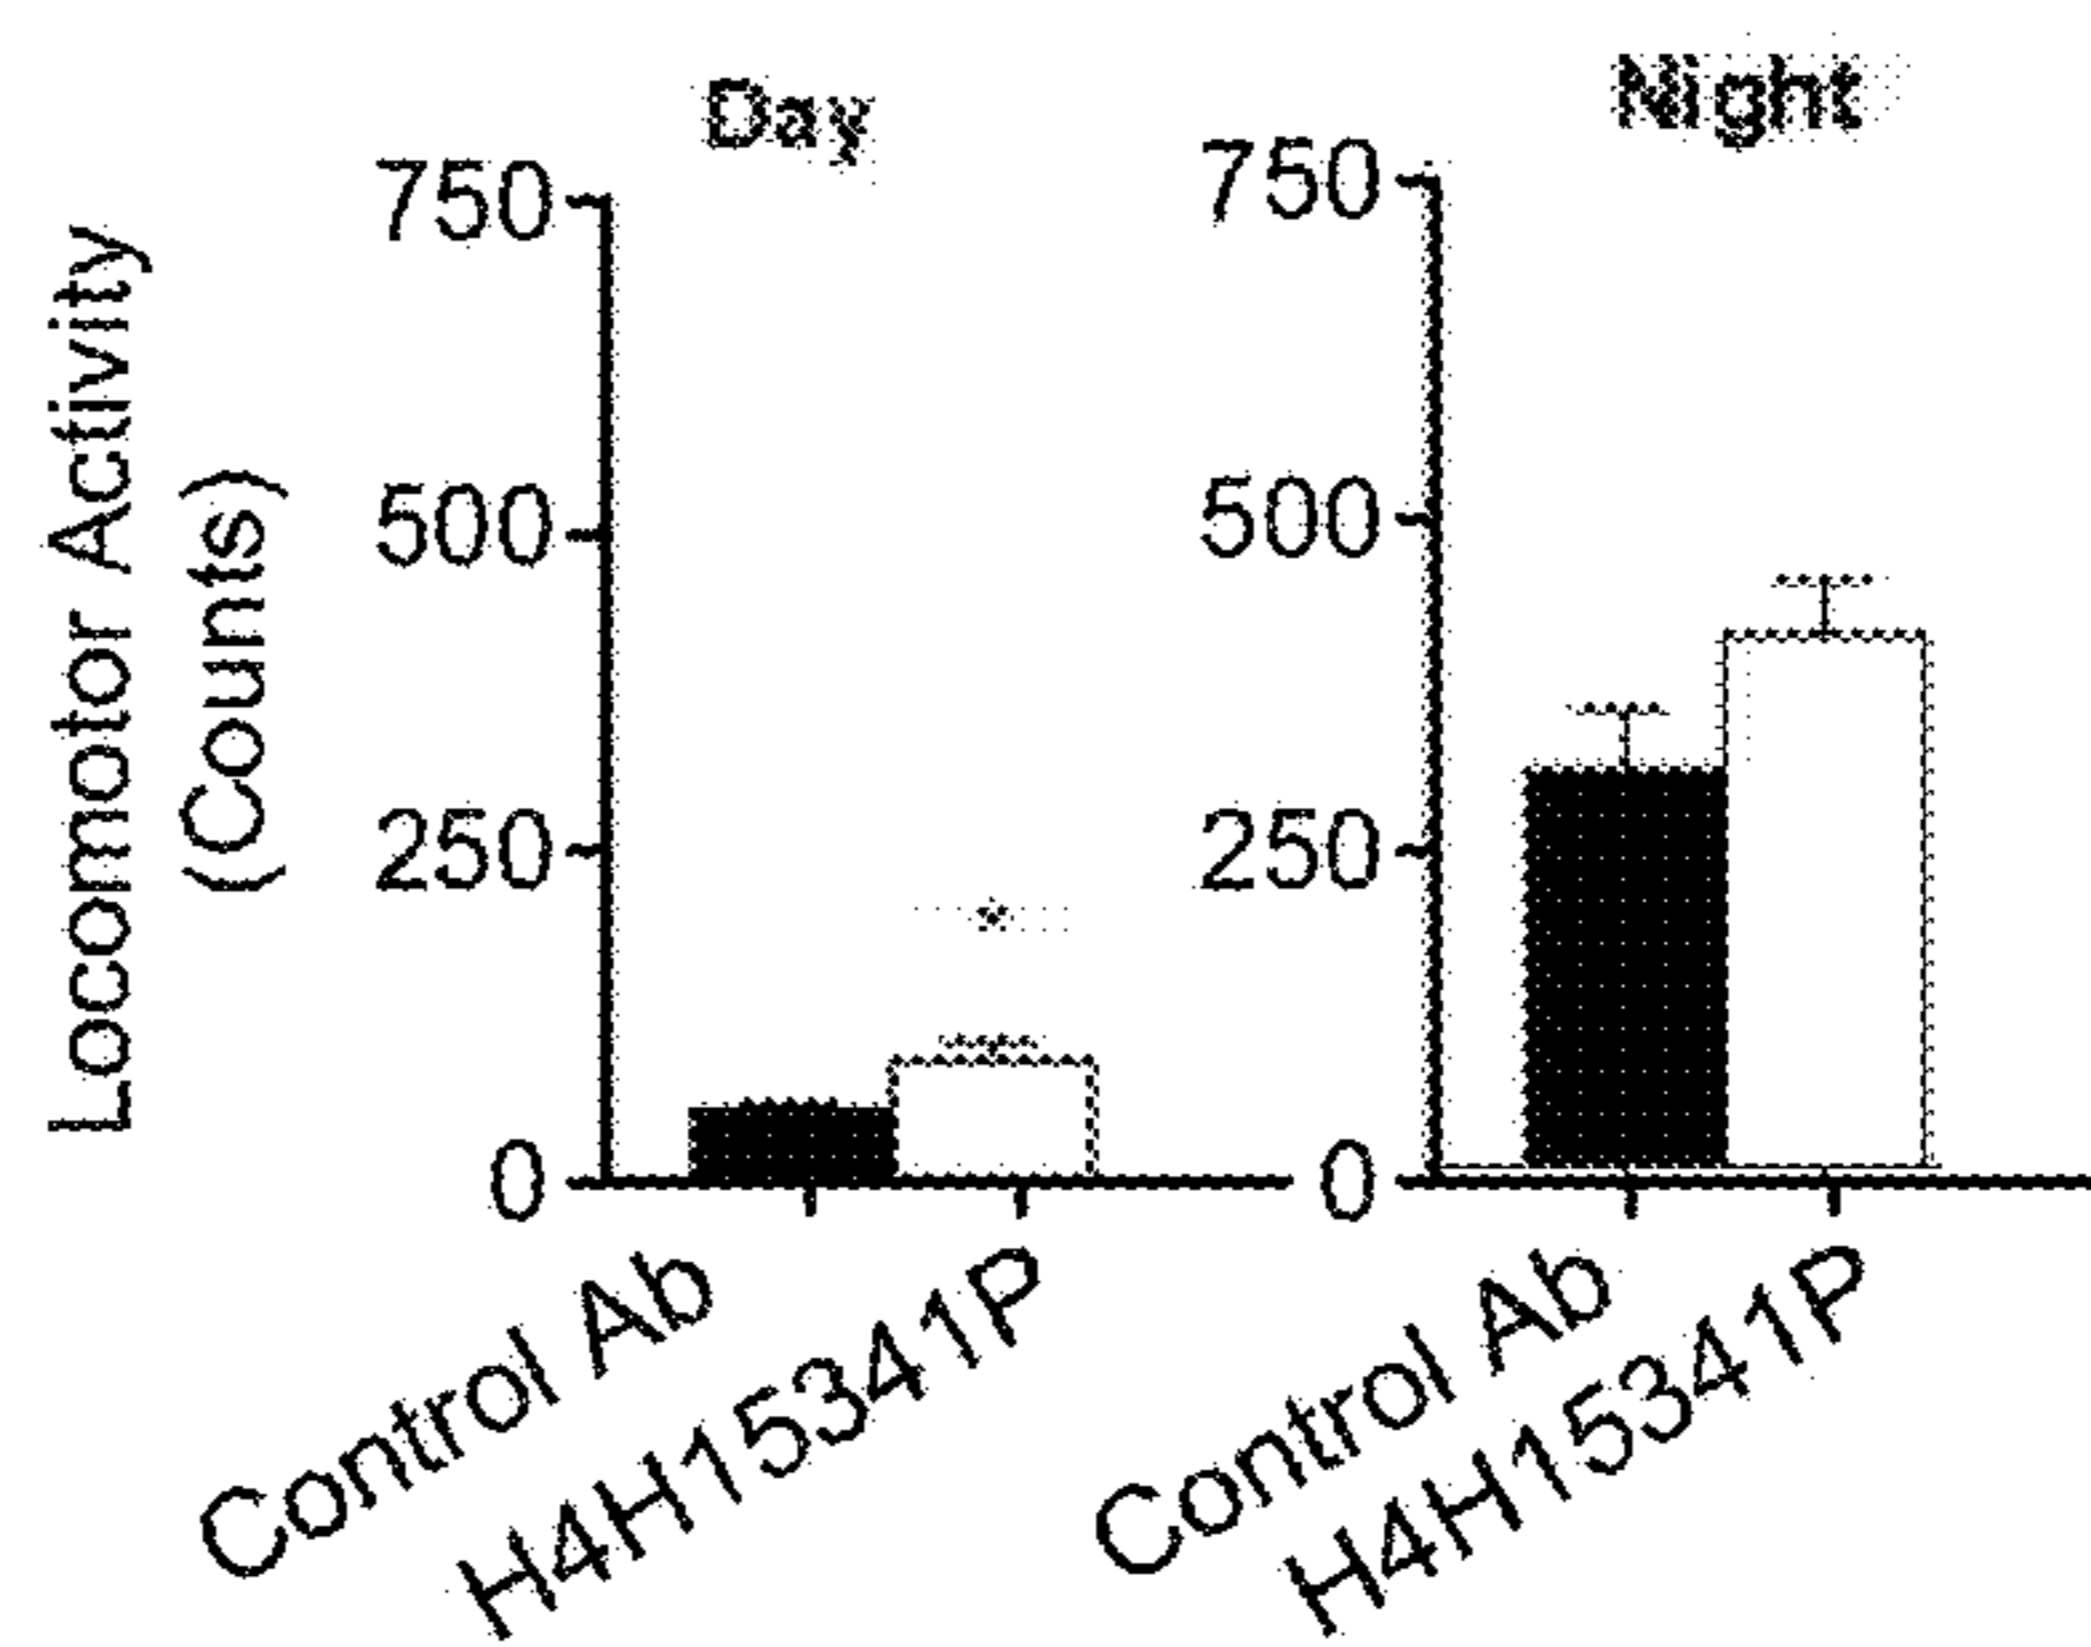 Day
Night
Locomotor Activity
(Counts)
750
500
250
0
750
500
250
0
*
Control Ab
H4H15341P
Control Ab
H4H15341P